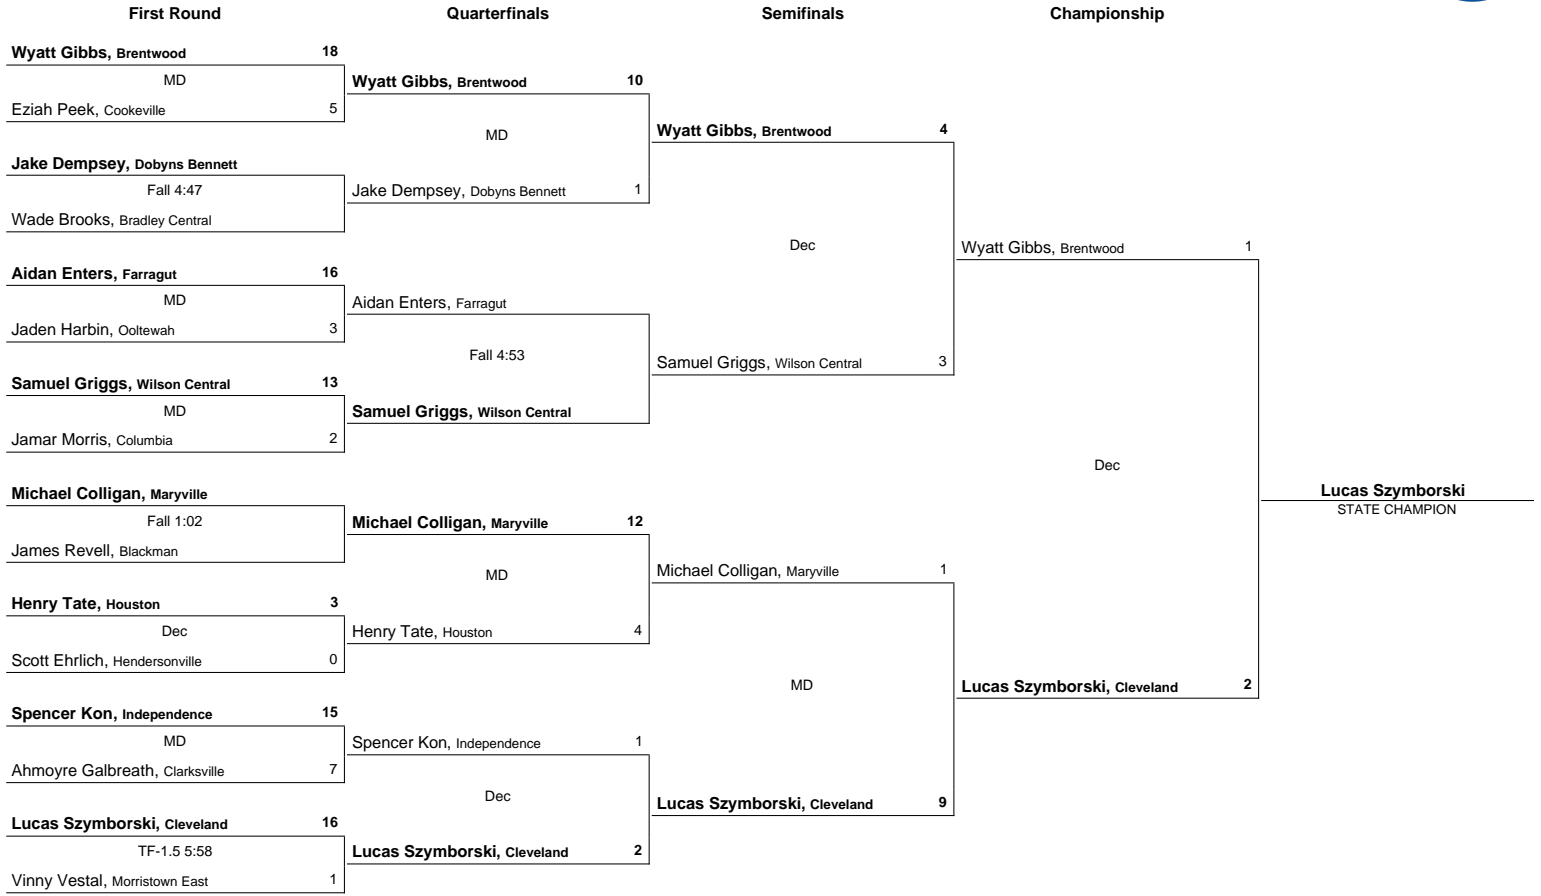 First Round Quarterfinals Semifinals Championship
Wyatt Gibbs, Brentwood 18
MD
Eziah Peek, Cookeville 5
Jake Dempsey, Dobyns Bennett
Fall 4:47
Wade Brooks, Bradley Central
Aidan Enters, Farragut 16
MD
Jaden Harbin, Ooltewah 3
Samuel Griggs, Wilson Central 13
MD
Jamar Morris, Columbia 2
Michael Colligan, Maryville
Fall 1:02
James Revell, Blackman
Henry Tate, Houston 3
Dec
Scott Ehrlich, Hendersonville 0
Spencer Kon, Independence 15
MD
Ahmoyre Galbreath, Clarksville 7
Lucas Szymborski, Cleveland 16
TF-1.5 5:58
Vinny Vestal, Morristown East 1
Wyatt Gibbs, Brentwood 10
MD
Jake Dempsey, Dobyns Bennett 1
Aidan Enters, Farragut
Fall 4:53
Samuel Griggs, Wilson Central
Michael Colligan, Maryville 12
MD
Henry Tate, Houston 4
Spencer Kon, Independence 1
Dec
Lucas Szymborski, Cleveland 2
Wyatt Gibbs, Brentwood 4
Dec
Samuel Griggs, Wilson Central 3
Michael Colligan, Maryville 1
MD
Lucas Szymborski, Cleveland 9
Wyatt Gibbs, Brentwood 1
Dec
Lucas Szymborski, Cleveland 2
Lucas Szymborski
STATE CHAMPION